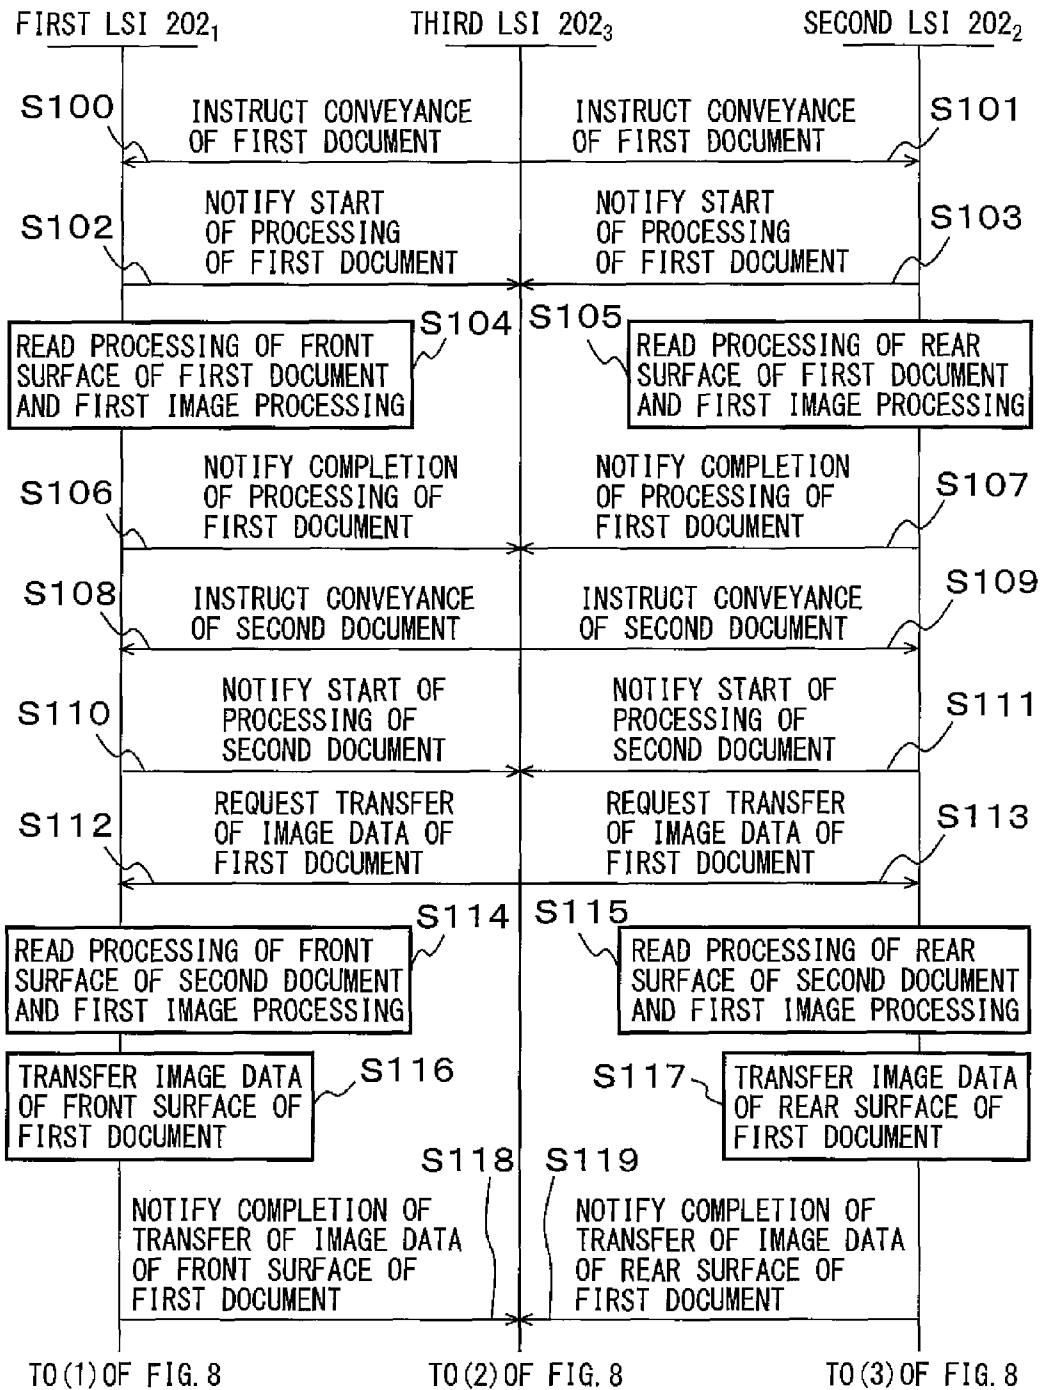 FIRST LSI 202₁
THIRD LSI 202₃
SECOND LSI 202₂
S100
INSTRUCT CONVEYANCE
OF FIRST DOCUMENT
INSTRUCT CONVEYANCE
OF FIRST DOCUMENT
S101
S102
NOTIFY START
OF PROCESSING
OF FIRST DOCUMENT
NOTIFY START
OF PROCESSING
OF FIRST DOCUMENT
S103
READ PROCESSING OF FRONT
SURFACE OF FIRST DOCUMENT
AND FIRST IMAGE PROCESSING
S104
S105
READ PROCESSING OF REAR
SURFACE OF FIRST DOCUMENT
AND FIRST IMAGE PROCESSING
S106
NOTIFY COMPLETION
OF PROCESSING OF
FIRST DOCUMENT
NOTIFY COMPLETION
OF PROCESSING OF
FIRST DOCUMENT
S107
S108
INSTRUCT CONVEYANCE
OF SECOND DOCUMENT
INSTRUCT CONVEYANCE
OF SECOND DOCUMENT
S109
S110
NOTIFY START OF
PROCESSING OF
SECOND DOCUMENT
NOTIFY START OF
PROCESSING OF
SECOND DOCUMENT
S111
S112
REQUEST TRANSFER
OF IMAGE DATA OF
FIRST DOCUMENT
REQUEST TRANSFER
OF IMAGE DATA OF
FIRST DOCUMENT
S113
READ PROCESSING OF FRONT
SURFACE OF SECOND DOCUMENT
AND FIRST IMAGE PROCESSING
S114
S115
READ PROCESSING OF REAR
SURFACE OF SECOND DOCUMENT
AND FIRST IMAGE PROCESSING
TRANSFER IMAGE DATA
OF FRONT SURFACE OF
FIRST DOCUMENT
S116
S117
TRANSFER IMAGE DATA
OF REAR SURFACE OF
FIRST DOCUMENT
S118
S119
NOTIFY COMPLETION OF
TRANSFER OF IMAGE DATA
OF FRONT SURFACE OF
FIRST DOCUMENT
NOTIFY COMPLETION OF
TRANSFER OF IMAGE DATA
OF REAR SURFACE OF
FIRST DOCUMENT
TO(1)OF FIG.8
TO(2)OF FIG.8
TO(3)OF FIG.8